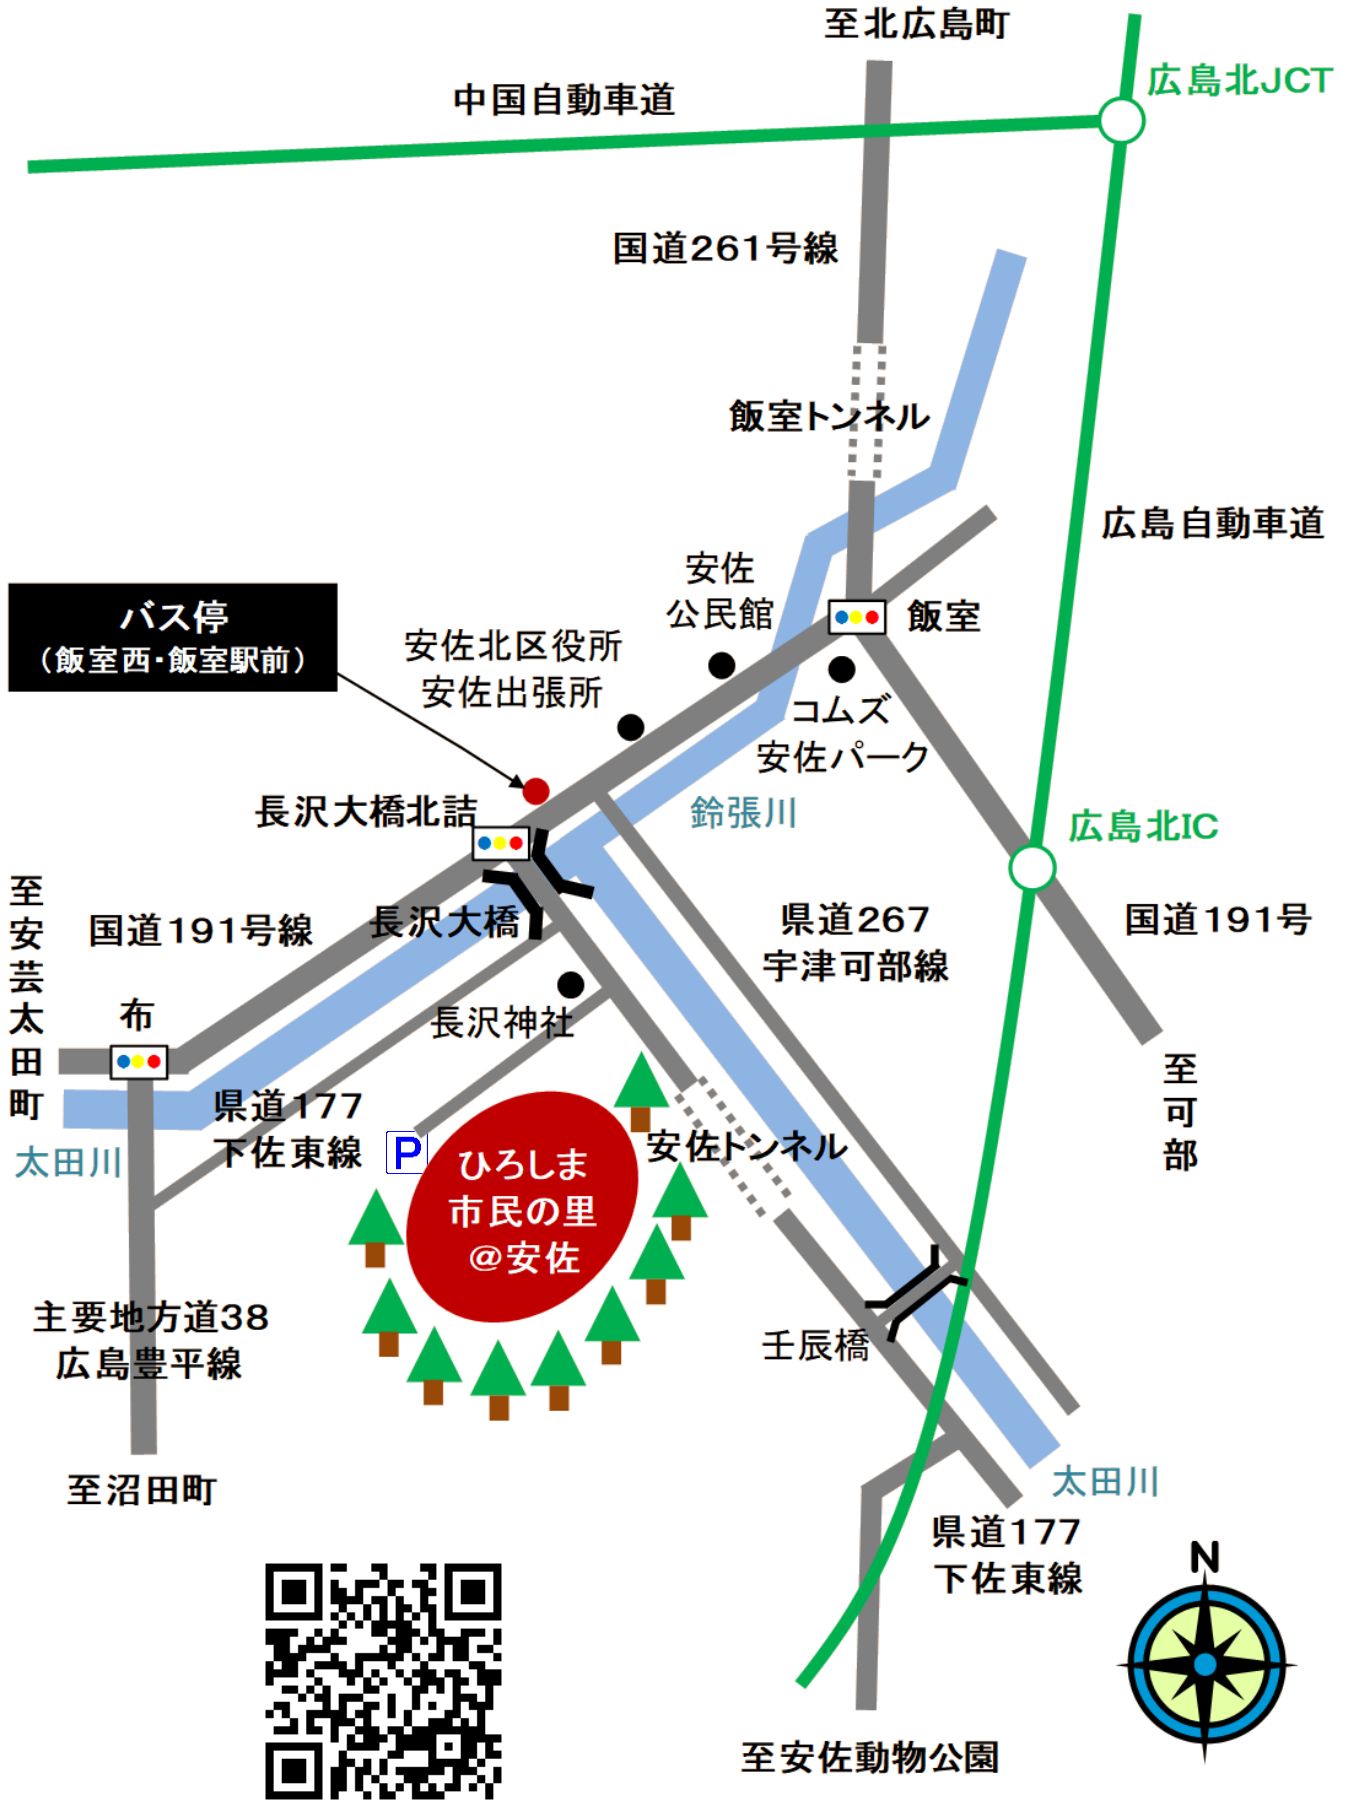 至北広島町
広島北JCT
中国自動車道
国道261号線
飯室トンネル
広島自動車道
安佐
公民館
飯室
バス停
（飯室西・飯室駅前）
安佐北区役所
安佐出張所
コムズ
安佐パーク
長沢大橋北詰
鈴張川
広島北IC
至安芸太田町
国道191号線
長沢大橋
県道267
宇津可部線
国道191号
布
長沢神社
至可部
県道177
下佐東線
太田川
P
安佐トンネル
ひろしま
市民の里
@安佐
主要地方道38
広島豊平線
壬辰橋
至沼田町
太田川
県道177
下佐東線
N
至安佐動物公園